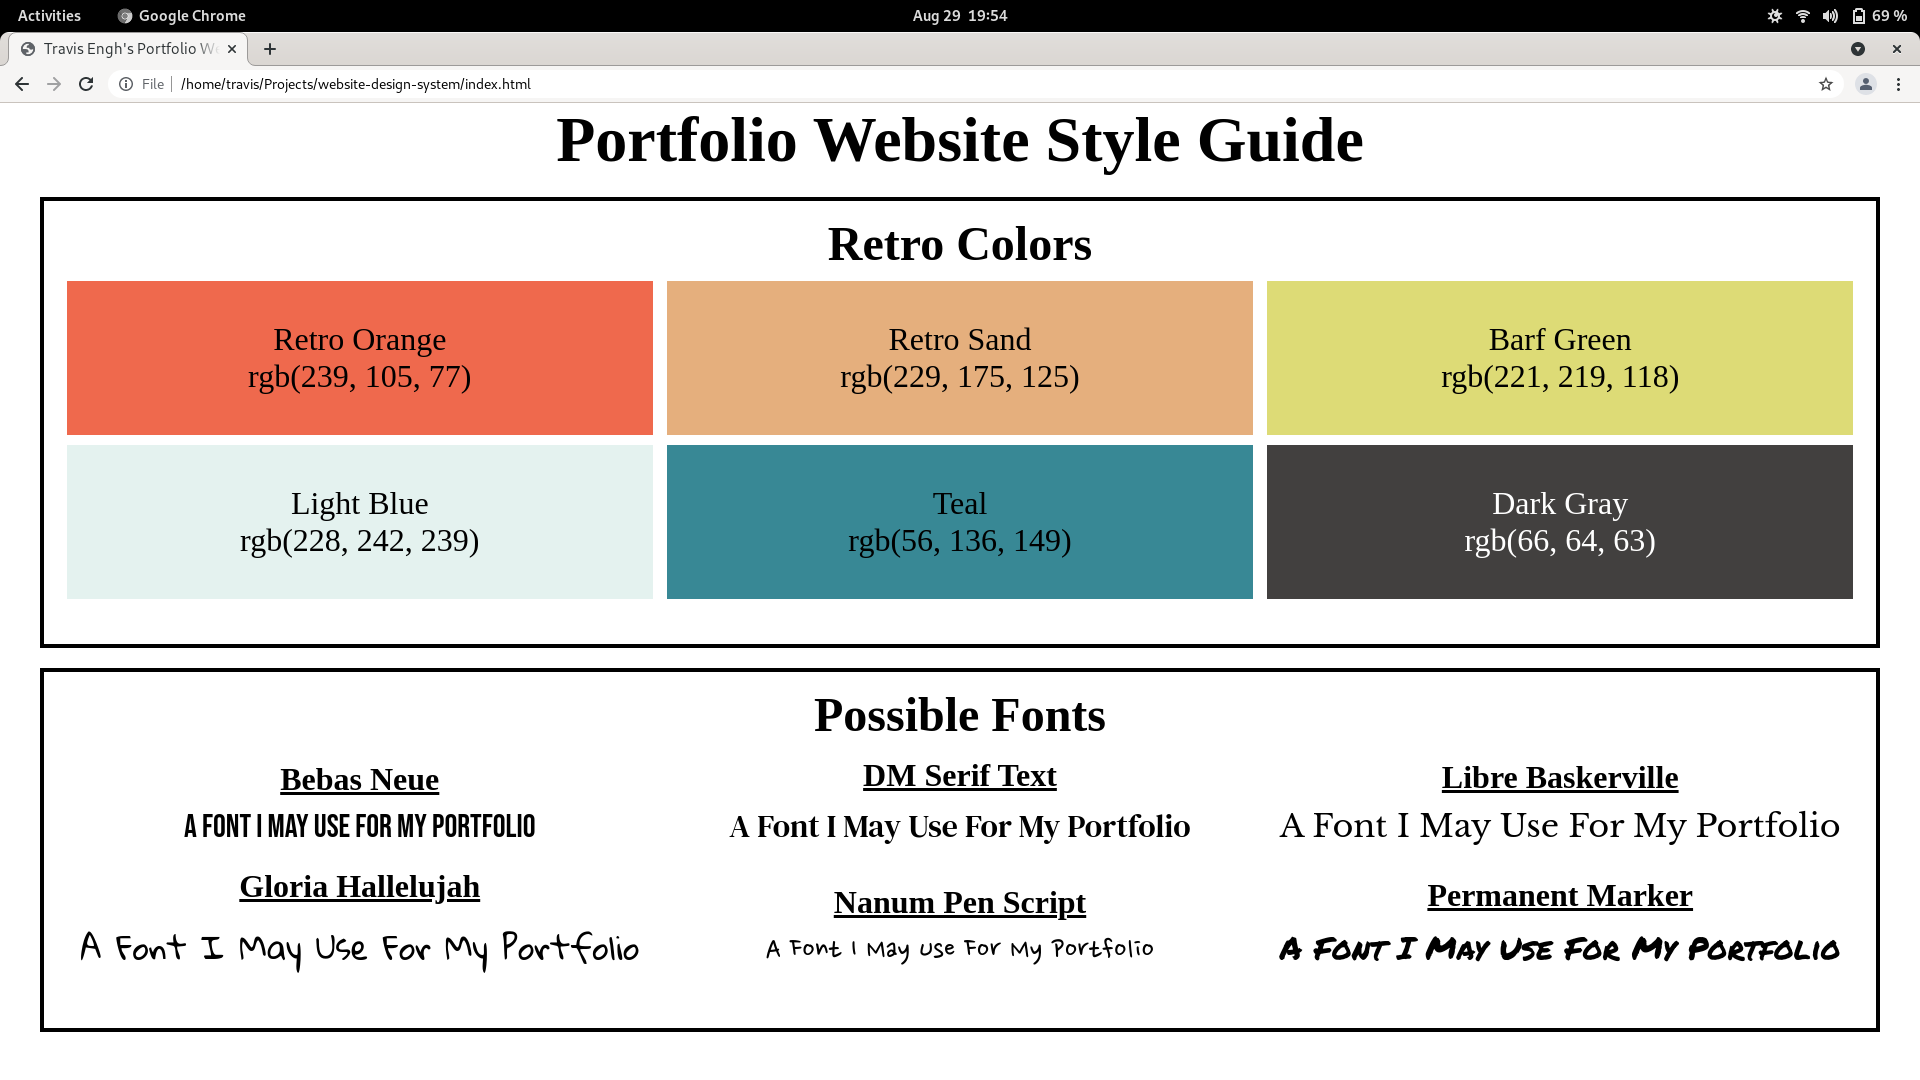 Activities
Google Chrome
Aug 29 19:54
69 %
Travis Engh's Portfolio W
File
/home/travis/Projects/website-design-system/index.html
Portfolio Website Style Guide
Retro Colors
Retro Orange
rgb(239, 105, 77)
Retro Sand
rgb(229, 175, 125)
Barf Green
rgb(221, 219, 118)
Light Blue
rgb(228, 242, 239)
Teal
rgb(56, 136, 149)
Dark Gray
rgb(66, 64, 63)
Possible Fonts
Bebas Neue
A FONT I MAY USE FOR MY PORTFOLIO
DM Serif Text
A Font I May Use For My Portfolio
Libre Baskerville
A Font I May Use For My Portfolio
Gloria Hallelujah
A Font I May Use For My Portfolio
Nanum Pen Script
A Font I May Use For My Portfolio
Permanent Marker
A Font I May Use For My Portfolio